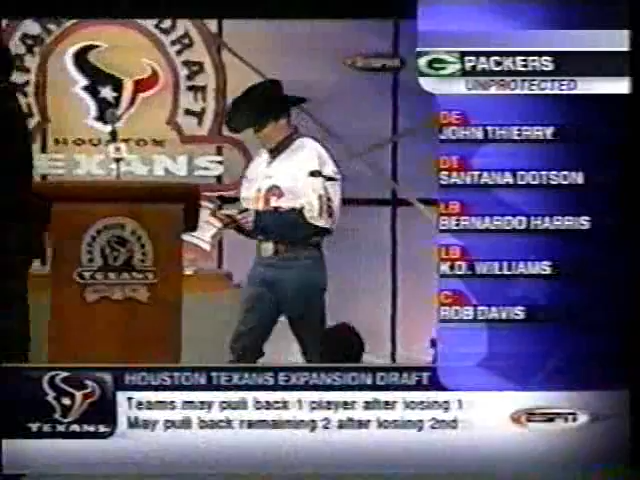 EXPANSION DRAFT
HOUSTON
TEXANS
TEXANS
PACKERS
UNPROTECTED
DE
JOHN THIERRY
DT
SANTANA DOTSON
LB
BERNARDO HARRIS
LB
K.D. WILLIAMS
C
ROB DAVIS
HOUSTON TEXANS EXPANSION DRAFT
Teams may pull back 1 player after losing 1
May pull back remaining 2 after losing 2nd
TEXANS
ESPN